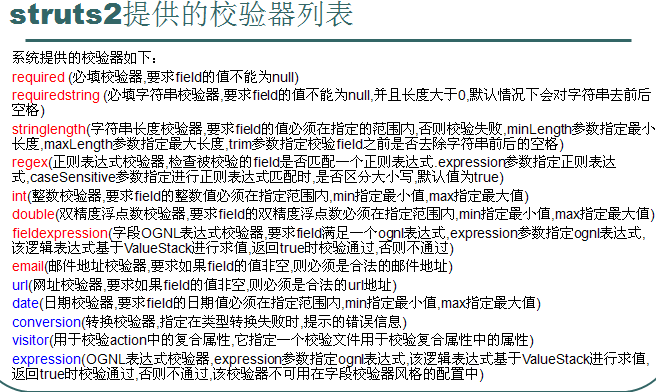 struts2提供的校验器列表
系统提供的校验器如下：
required (必填校验器,要求field的值不能为null)
requiredstring (必填字符串校验器,要求field的值不能为null,并且长度大于0,默认情况下会对字符串去前后
空格)
stringlength(字符串长度校验器,要求field的值必须在指定的范围内,否则校验失败,minLength参数指定最小
长度,maxLength参数指定最大长度,trim参数指定校验field之前是否去除字符串前后的空格)
regex(正则表达式校验器,检查被校验的field是否匹配一个正则表达式.expression参数指定正则表达
式,caseSensitive参数指定进行正则表达式匹配时,是否区分大小写,默认值为true)
int(整数校验器,要求field的整数值必须在指定范围内,min指定最小值,max指定最大值)
double(双精度浮点数校验器,要求field的双精度浮点数必须在指定范围内,min指定最小值,max指定最大值)
fieldexpression(字段OGNL表达式校验器,要求field满足一个ognl表达式,expression参数指定ognl表达式,
该逻辑表达式基于ValueStack进行求值,返回true时校验通过,否则不通过)
email(邮件地址校验器,要求如果field的值非空,则必须是合法的邮件地址)
url(网址校验器,要求如果field的值非空,则必须是合法的url地址)
date(日期校验器,要求field的日期值必须在指定范围内,min指定最小值,max指定最大值)
conversion(转换校验器,指定在类型转换失败时,提示的错误信息)
visitor(用于校验action中的复合属性,它指定一个校验文件用于校验复合属性中的属性)
expression(OGNL表达式校验器,expression参数指定ognl表达式,该逻辑表达式基于ValueStack进行求值,
返回true时校验通过,否则不通过,该校验器不可用在字段校验器风格的配置中)